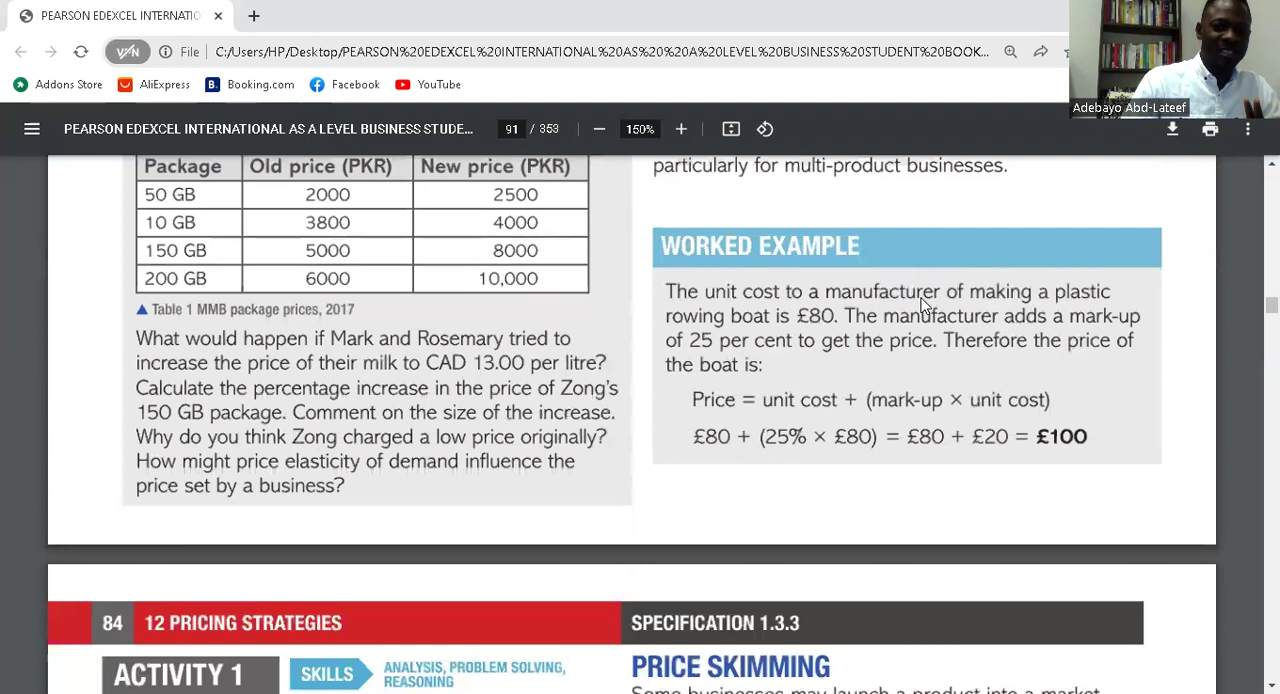 PEARSON EDEXCEL INTERNATIO
File
C:/Users/HP/Desktop/PEARSON%20EDEXCEL%20INTERNATIONAL%20AS%20%20A%20LEVEL%20BUSINESS%20STUDENT%20BOOK...
Addons Store
AliExpress
Booking.com
Facebook
YouTube
Adebayo Abd-Lateef
PEARSON EDEXCEL INTERNATIONAL AS A LEVEL BUSINESS STUDE...
91 / 353
150%
Package Old price (PKR) New price (PKR)
50 GB 2000 2500
10 GB 3800 4000
150 GB 5000 8000
200 GB 6000 10,000
▲ Table 1 MMB package prices, 2017
What would happen if Mark and Rosemary tried to
increase the price of their milk to CAD 13.00 per litre?
Calculate the percentage increase in the price of Zong's
150 GB package. Comment on the size of the increase.
Why do you think Zong charged a low price originally?
How might price elasticity of demand influence the
price set by a business?
particularly for multi-product businesses.
WORKED EXAMPLE
The unit cost to a manufacturer of making a plastic
rowing boat is £80. The manufacturer adds a mark-up
of 25 per cent to get the price. Therefore the price of
the boat is:
Price = unit cost + (mark-up × unit cost)
£80 + (25% × £80) = £80 + £20 = £100
84 12 PRICING STRATEGIES
SPECIFICATION 1.3.3
ACTIVITY 1
SKILLS
ANALYSIS, PROBLEM SOLVING,
REASONING
PRICE SKIMMING
Some businesses may launch a product into a market